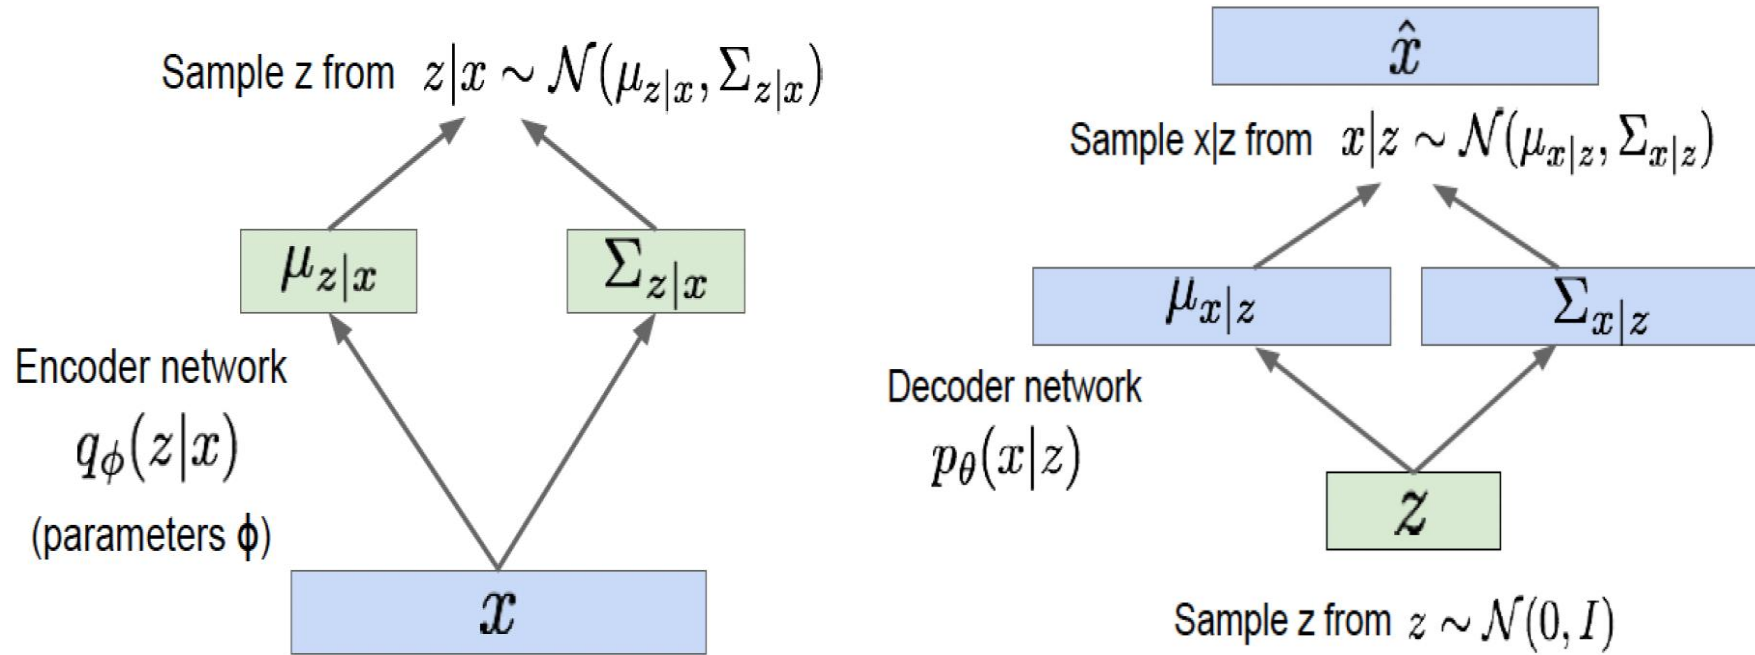 Sample z from z|x ∼ 𝒩(μ_{z|x}, Σ_{z|x})
μ_{z|x}
Σ_{z|x}
Encoder network
q_ϕ(z|x)
(parameters ϕ)
x
x̂
Sample x|z from x|z ∼ 𝒩(μ_{x|z}, Σ_{x|z})
μ_{x|z}
Σ_{x|z}
Decoder network
p_θ(x|z)
z
Sample z from z ∼ 𝒩(0, I)